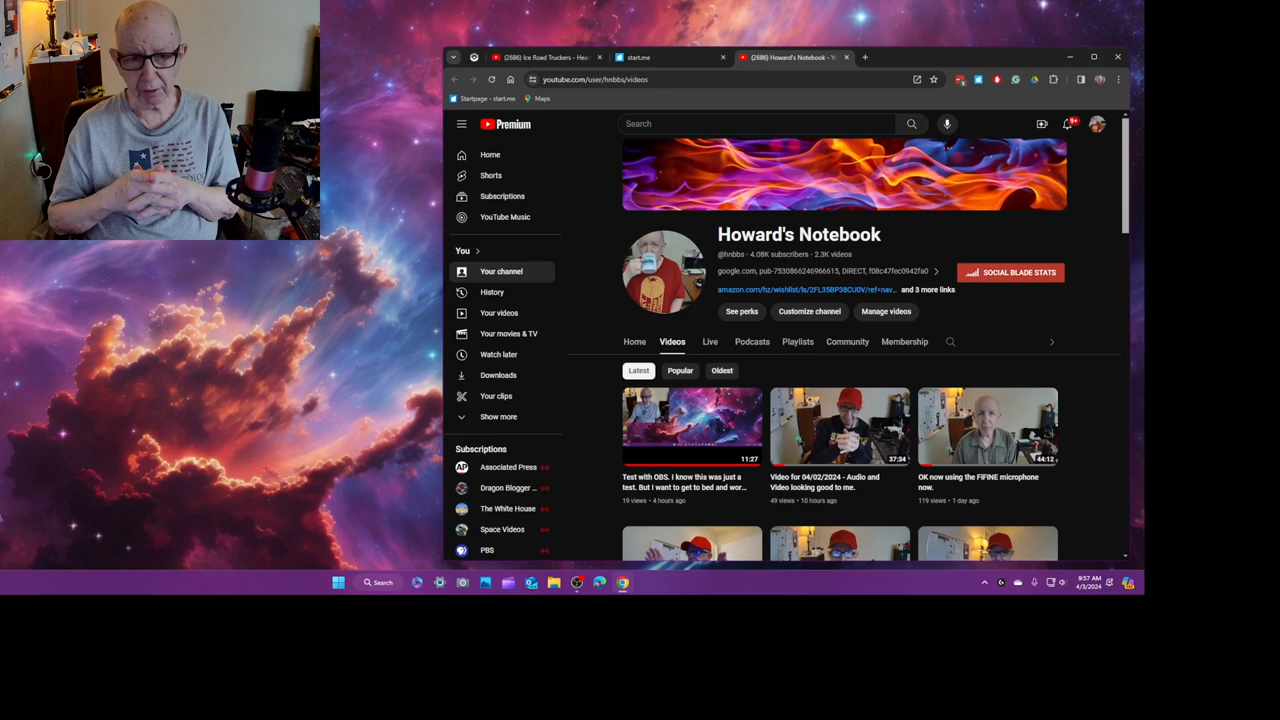 (2686) Ice Road Truckers - Hea
start.me
(2686) Howard's Notebook - Y
youtube.com/user/hnbbs/videos
Startpage - start.me
Maps
Premium
Search
9+
Home
Shorts
Subscriptions
YouTube Music
You
Your channel
History
Your videos
Your movies & TV
Watch later
Downloads
Your clips
Show more
Subscriptions
AP Associated Press
Dragon Blogger ...
The White House
Space Videos
PBS
Howard's Notebook
@hnbbs · 4.08K subscribers · 2.3K videos
google.com, pub-7530866246966615, DIRECT, f08c47fec0942fa0
amazon.com/hz/wishlist/ls/2FL35BP38CU0V/ref=nav... and 3 more links
SOCIAL BLADE STATS
See perks
Customize channel
Manage videos
Home
Videos
Live
Podcasts
Playlists
Community
Membership
Latest
Popular
Oldest
11:27
Test with OBS. I know this was just a
test. But I want to get to bed and wor...
19 views · 4 hours ago
37:34
Video for 04/02/2024 - Audio and
Video looking good to me.
49 views · 10 hours ago
44:12
OK now using the FiFINE microphone
now.
119 views · 1 day ago
Search
9:57 AM
4/3/2024